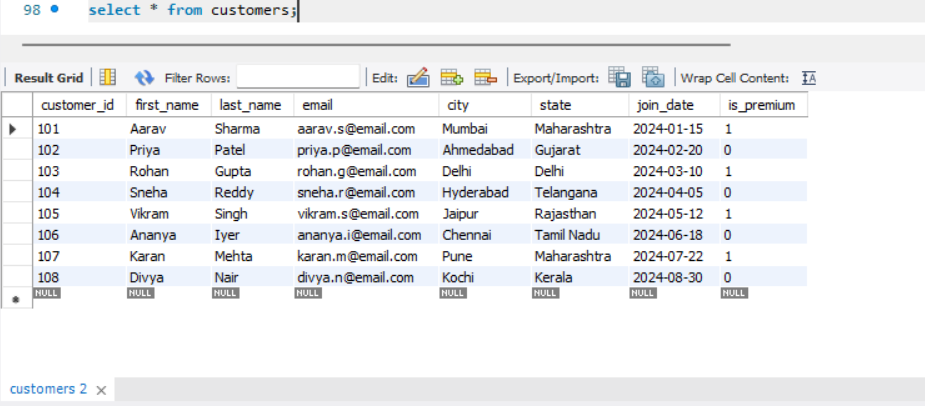 98 select * from customers;
Result Grid Filter Rows: Edit: Export/Import: Wrap Cell Content: IA
customer_id first_name last_name email city state join_date is_premium
101 Aarav Sharma aarav.s@email.com Mumbai Maharashtra 2024-01-15 1
102 Priya Patel priya.p@email.com Ahmedabad Gujarat 2024-02-20 0
103 Rohan Gupta rohan.g@email.com Delhi Delhi 2024-03-10 1
104 Sneha Reddy sneha.r@email.com Hyderabad Telangana 2024-04-05 0
105 Vikram Singh vikram.s@email.com Jaipur Rajasthan 2024-05-12 1
106 Ananya Iyer ananya.i@email.com Chennai Tamil Nadu 2024-06-18 0
107 Karan Mehta karan.m@email.com Pune Maharashtra 2024-07-22 1
108 Divya Nair divya.n@email.com Kochi Kerala 2024-08-30 0
NULL NULL NULL NULL NULL NULL NULL NULL
customers 2